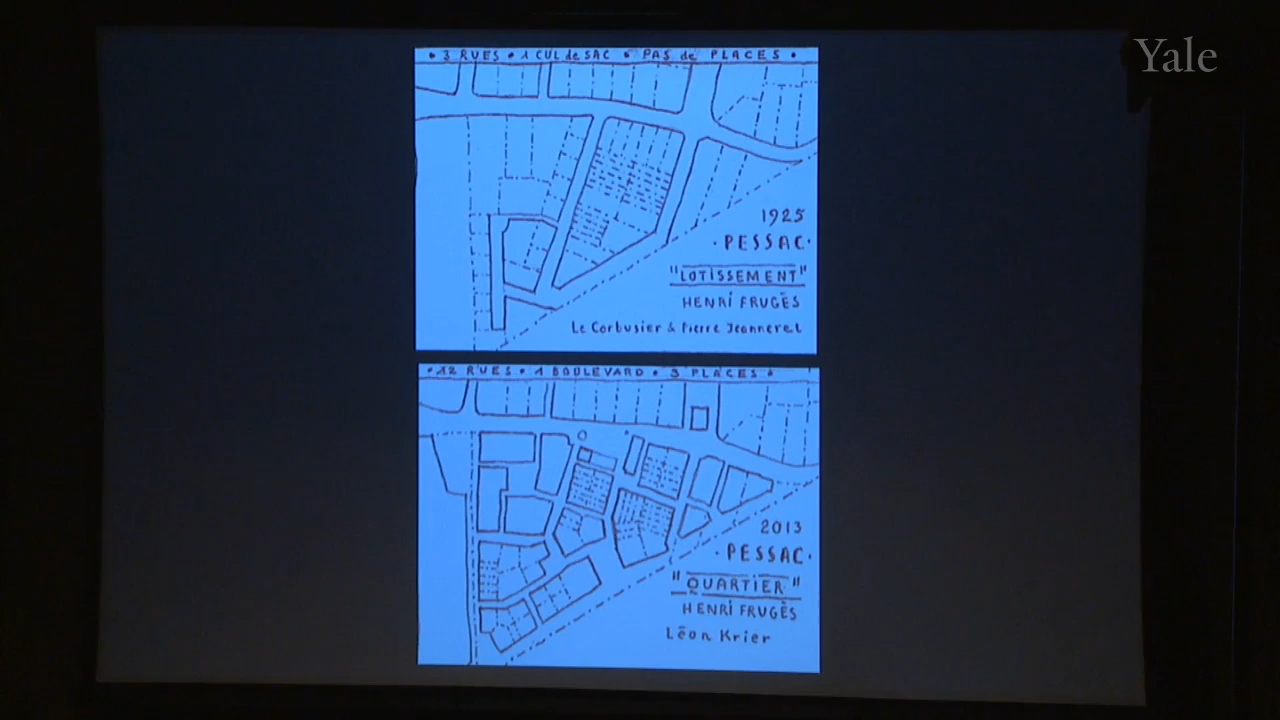 Yale
• 3 RUES • 1 CUL de SAC • PAS de PLACES •
1925
· PESSAC ·
"LOTISSEMENT"
HENRI FRUGÈS
Le Corbusier & Pierre Jeanneret
• 12 RUES • 1 BOULEVARD • 3 PLACES •
2013
· PESSAC ·
"QUARTIER"
HENRI FRUGÈS
Léon Krier